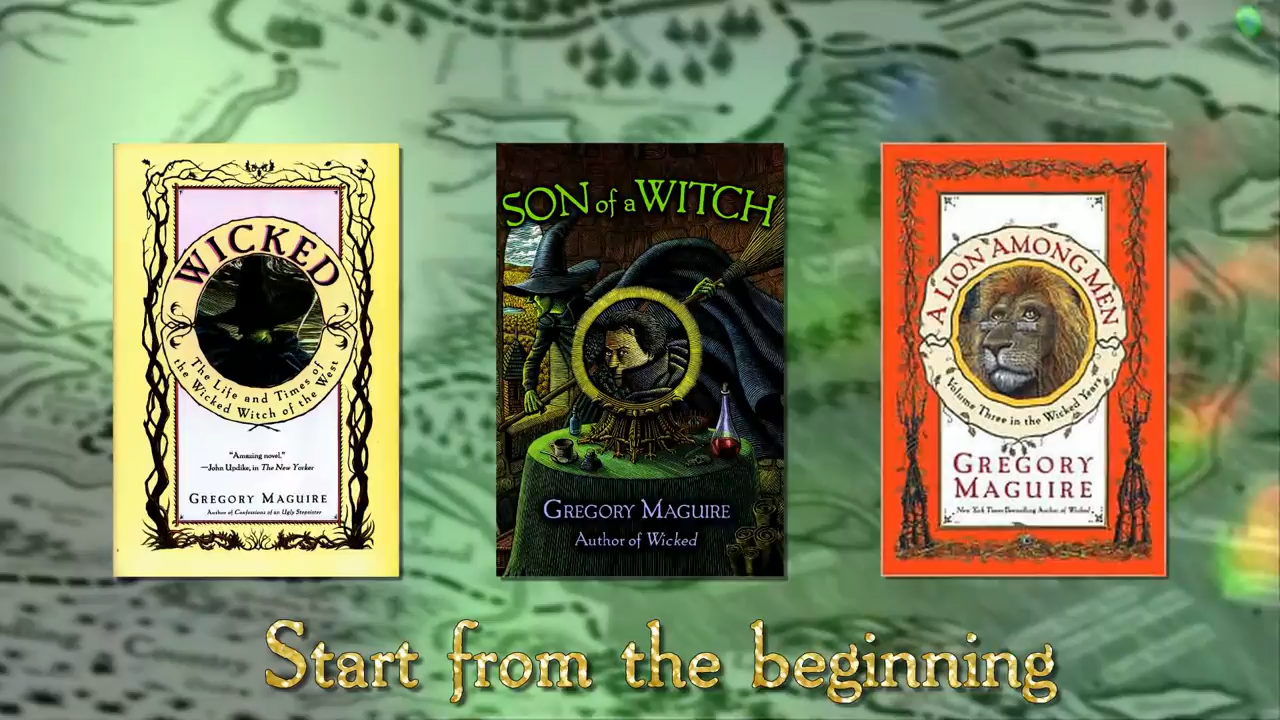 WICKED
The Life and Times of
the Wicked Witch of the West
"Amazing novel."
—John Updike, in The New Yorker
GREGORY MAGUIRE
Author of Confessions of an Ugly Stepsister
SON of a WITCH
GREGORY MAGUIRE
Author of Wicked
A LION AMONG MEN
Volume Three in the Wicked Years
GREGORY
MAGUIRE
New York Times Bestselling Author of Wicked
Start from the beginning